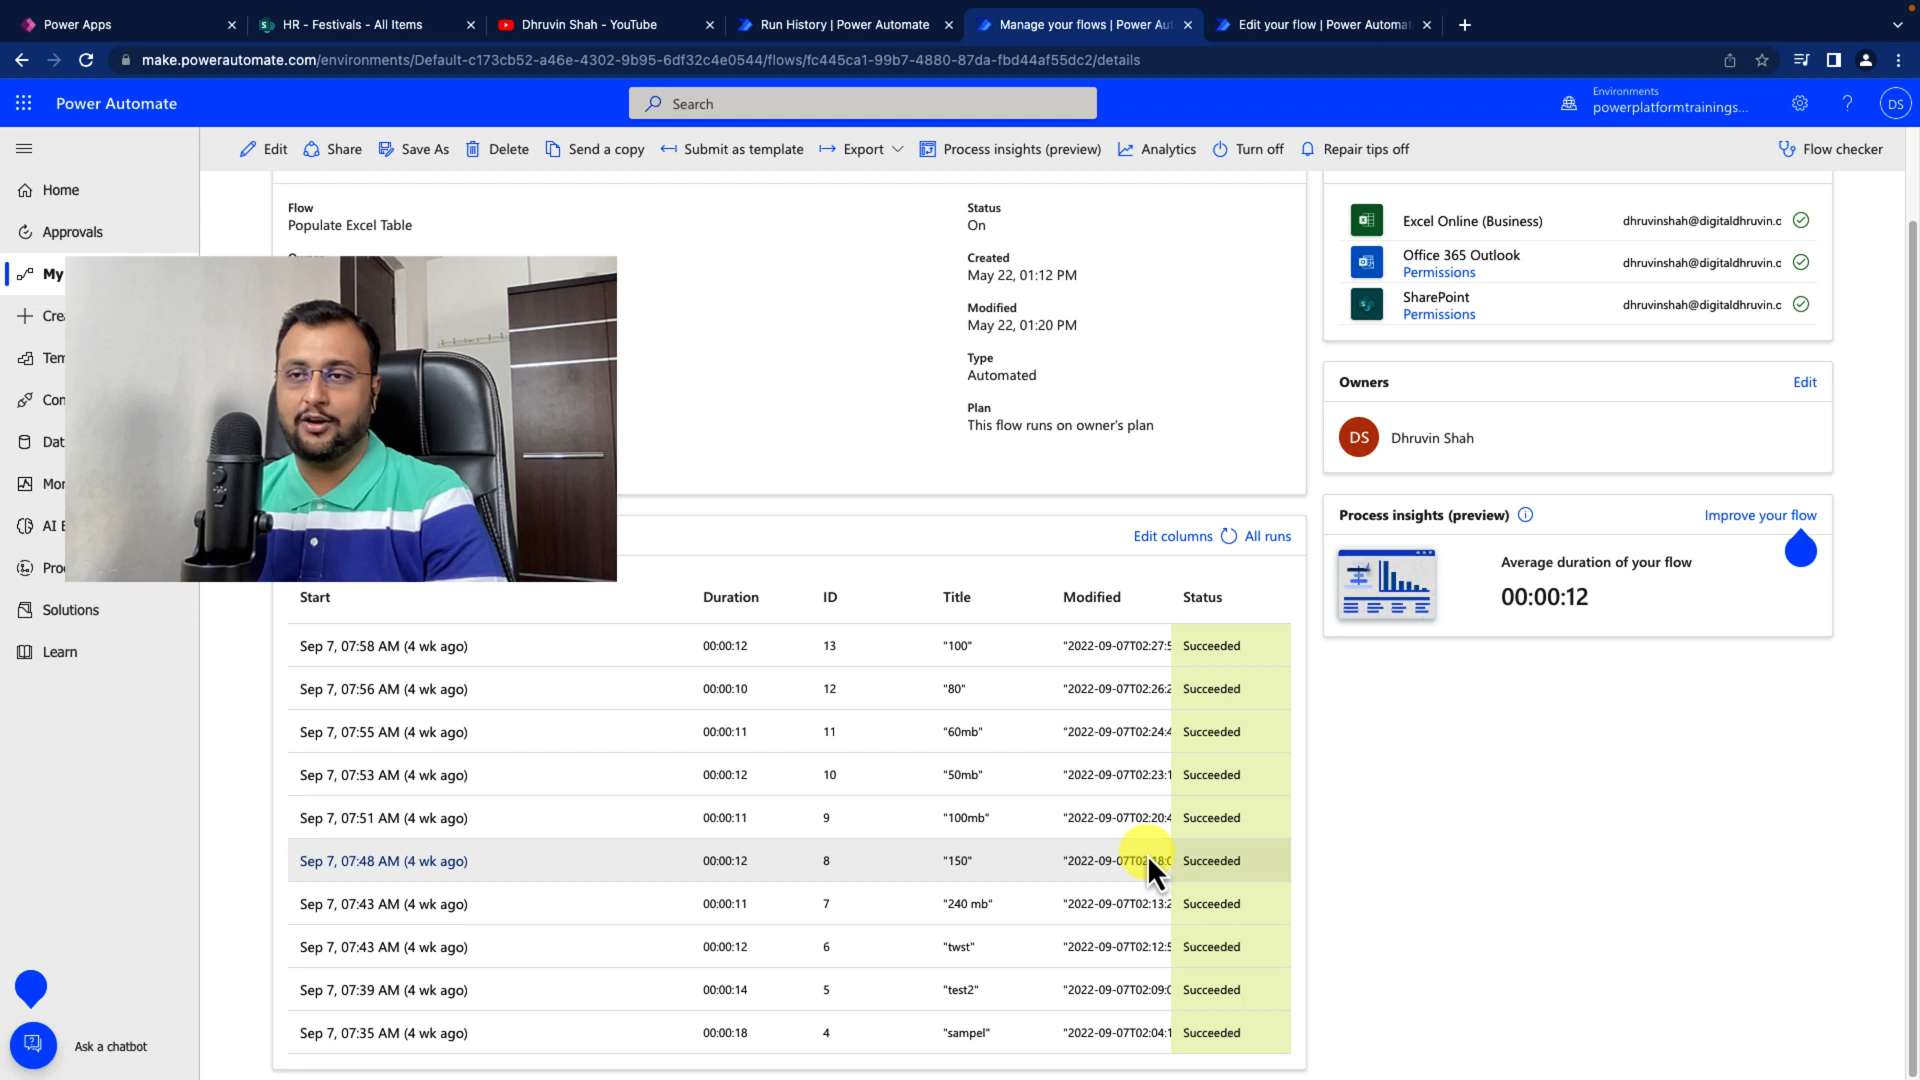 Power Apps
HR - Festivals - All Items
Dhruvin Shah - YouTube
Run History | Power Automate
Manage your flows | Power Aut
Edit your flow | Power Automat
make.powerautomate.com/environments/Default-c173cb52-a46e-4302-9b95-6df32c4e0544/flows/fc445ca1-99b7-4880-87da-fbd44af55dc2/details
Power Automate
Search
Environments
powerplatformtrainings...
DS
Edit
Share
Save As
Delete
Send a copy
Submit as template
Export
Process insights (preview)
Analytics
Turn off
Repair tips off
Flow checker
Home
Approvals
My
Cre
Tem
Con
Dat
Mon
AI B
Pro
Solutions
Learn
Ask a chatbot
Flow
Populate Excel Table
Status
On
Created
May 22, 01:12 PM
Modified
May 22, 01:20 PM
Type
Automated
Plan
This flow runs on owner's plan
Excel Online (Business) dhruvinshah@digitaldhruvin.c
Office 365 Outlook
Permissions dhruvinshah@digitaldhruvin.c
SharePoint
Permissions dhruvinshah@digitaldhruvin.c
Owners Edit
DS Dhruvin Shah
Process insights (preview) Improve your flow
Average duration of your flow
00:00:12
Edit columns All runs
Start Duration ID Title Modified Status
Sep 7, 07:58 AM (4 wk ago) 00:00:12 13 "100" "2022-09-07T02:27:5 Succeeded
Sep 7, 07:56 AM (4 wk ago) 00:00:10 12 "80" "2022-09-07T02:26:2 Succeeded
Sep 7, 07:55 AM (4 wk ago) 00:00:11 11 "60mb" "2022-09-07T02:24:4 Succeeded
Sep 7, 07:53 AM (4 wk ago) 00:00:12 10 "50mb" "2022-09-07T02:23:1 Succeeded
Sep 7, 07:51 AM (4 wk ago) 00:00:11 9 "100mb" "2022-09-07T02:20:4 Succeeded
Sep 7, 07:48 AM (4 wk ago) 00:00:12 8 "150" "2022-09-07T02:18:0 Succeeded
Sep 7, 07:43 AM (4 wk ago) 00:00:11 7 "240 mb" "2022-09-07T02:13:2 Succeeded
Sep 7, 07:43 AM (4 wk ago) 00:00:12 6 "twst" "2022-09-07T02:12:5 Succeeded
Sep 7, 07:39 AM (4 wk ago) 00:00:14 5 "test2" "2022-09-07T02:09:0 Succeeded
Sep 7, 07:35 AM (4 wk ago) 00:00:18 4 "sampel" "2022-09-07T02:04:1 Succeeded